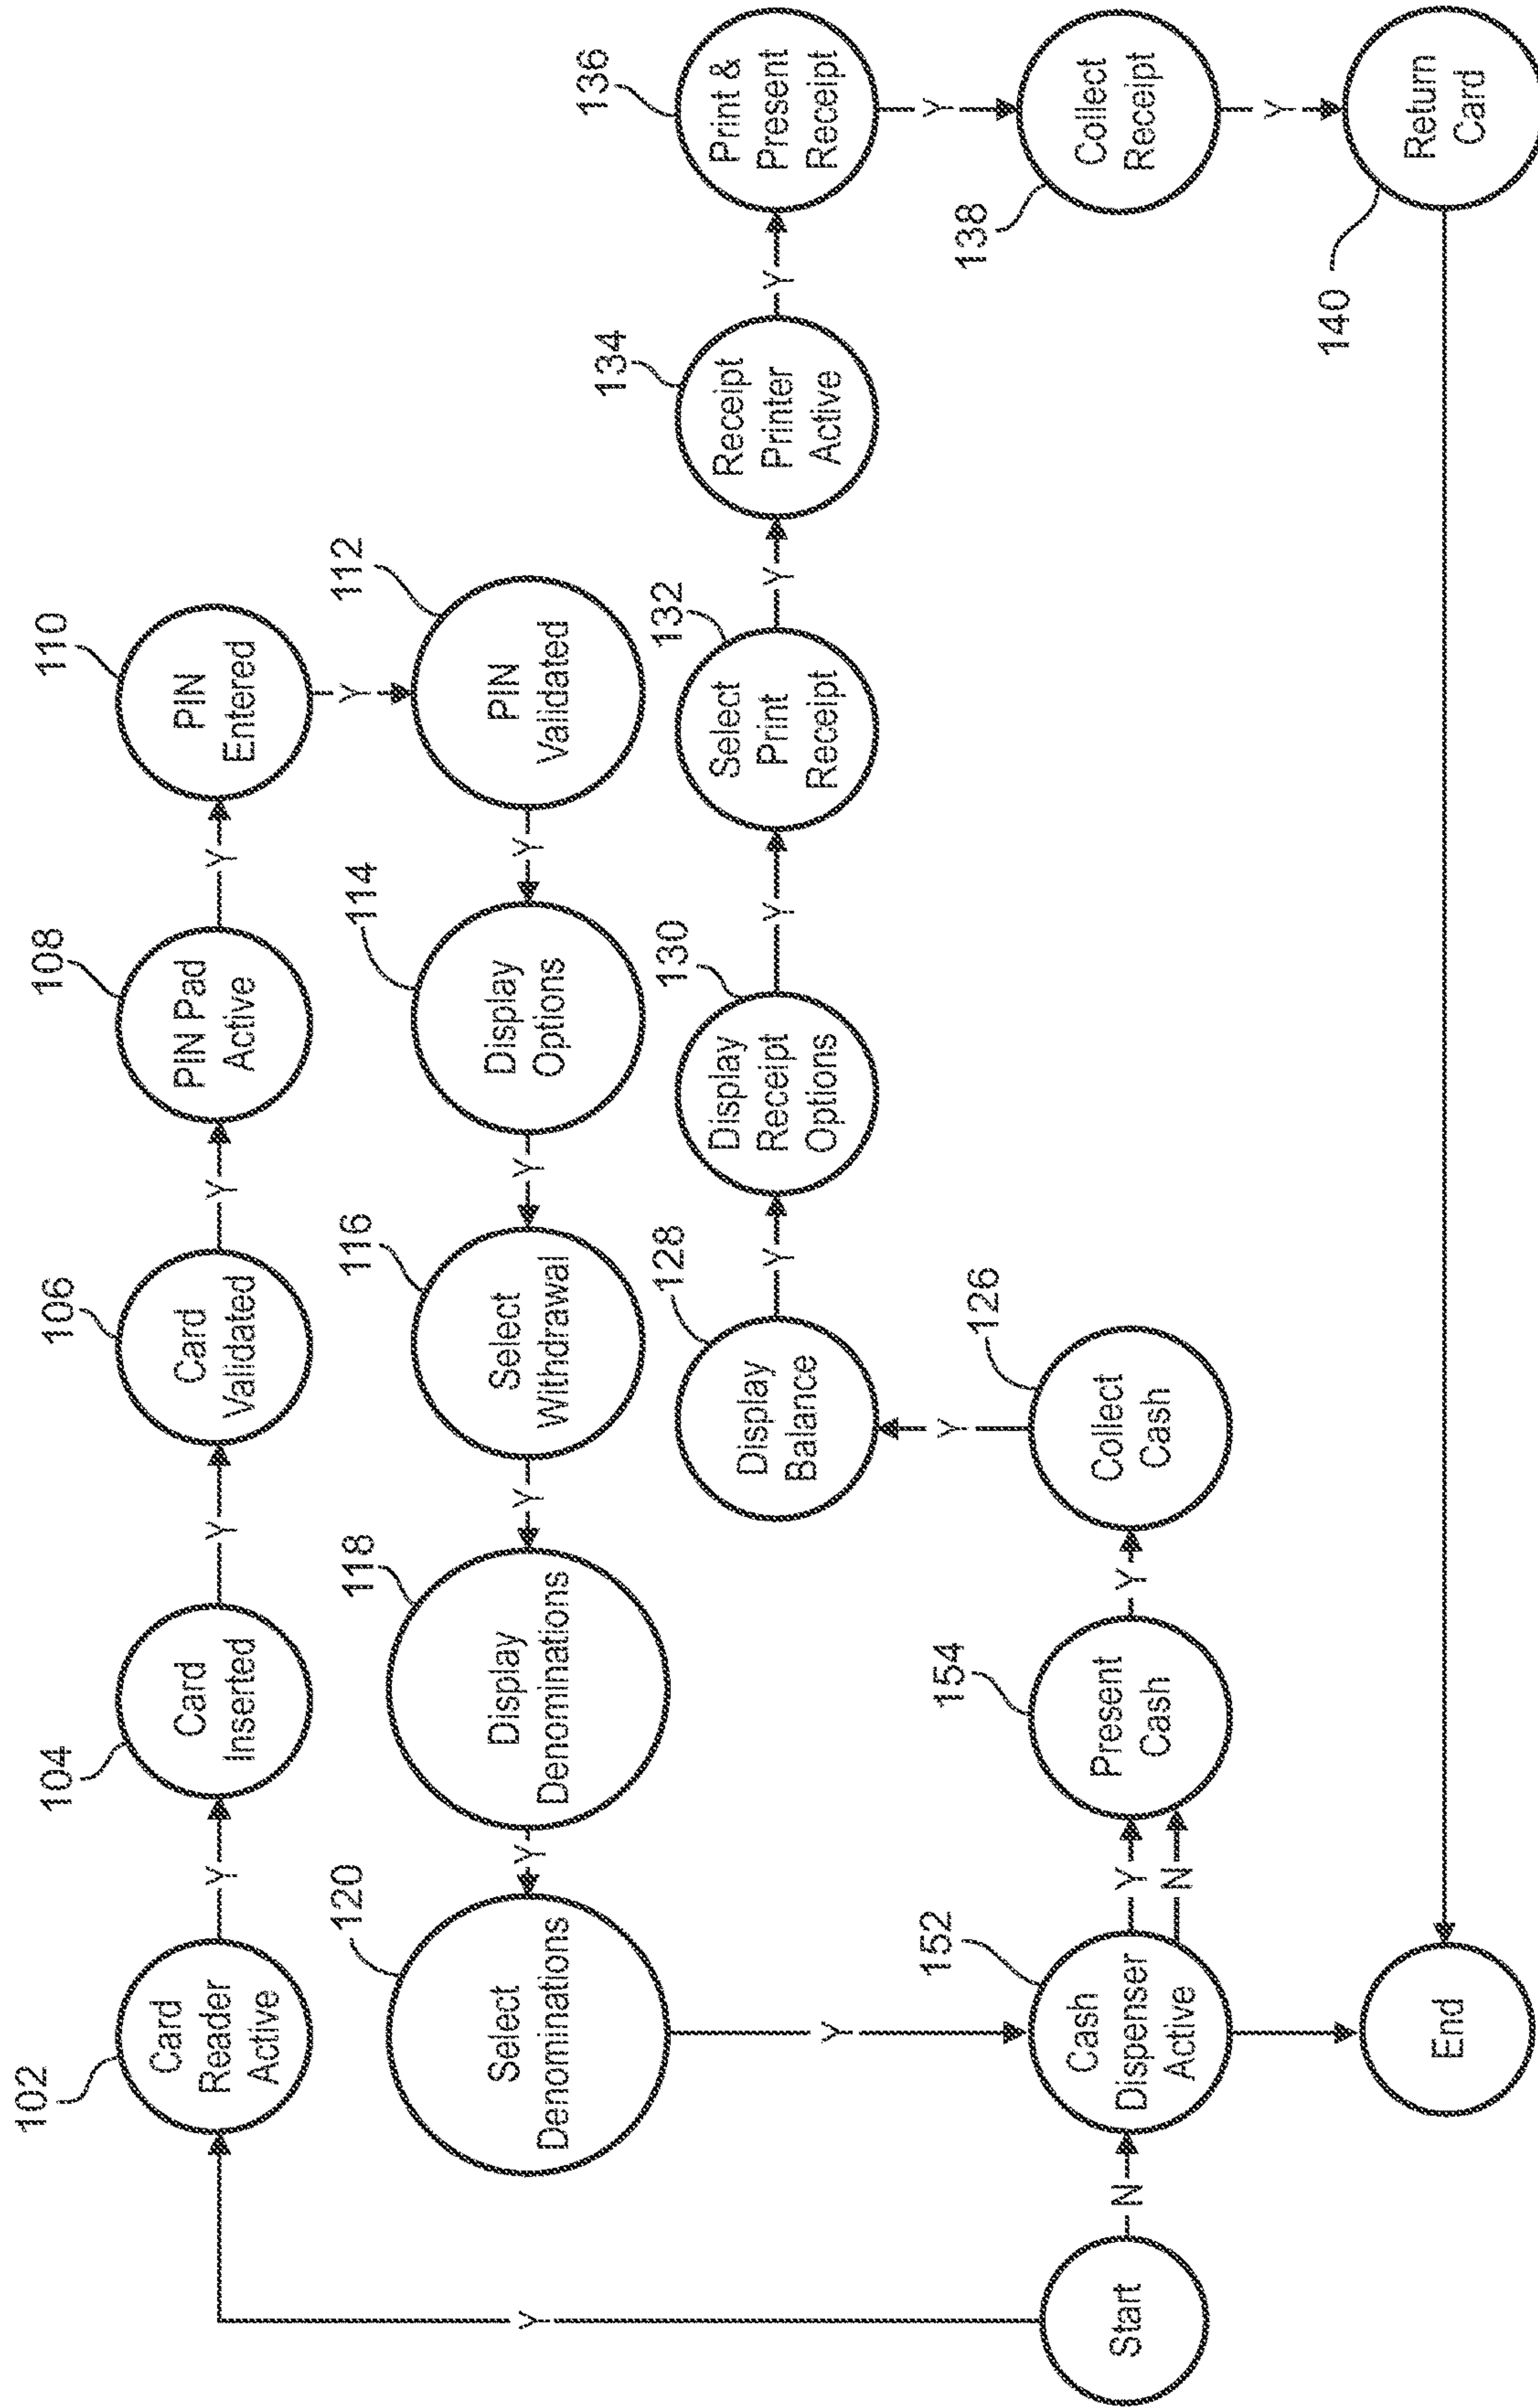 102
Card
Reader
Active
Y
104
Card
Inserted
Y
106
Card
Validated
Y
108
PIN Pad
Active
Y
110
PIN
Entered
Y
112
PIN
Validated
Y
114
Display
Options
Y
116
Select
Withdrawal
Y
118
Display
Denominations
Y
120
Select
Denominations
Y
Start
Y
N
152
Cash
Dispenser
Active
Y
N
154
Present
Cash
Y
126
Collect
Cash
Y
128
Display
Balance
Y
130
Display
Receipt
Options
Y
132
Select
Print
Receipt
Y
134
Receipt
Printer
Active
Y
136
Print &
Present
Receipt
Y
138
Collect
Receipt
Y
140
Return
Card
End